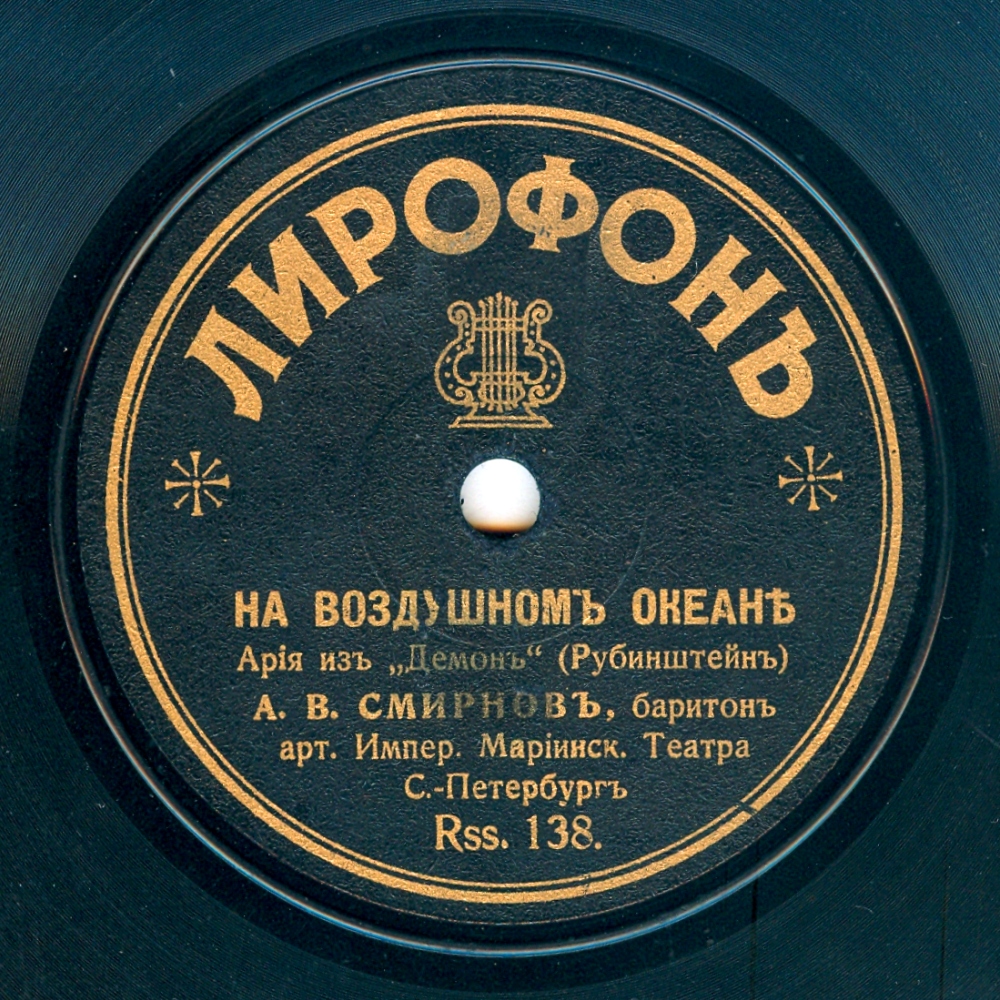 ЛИРОФОНЪ
НА ВОЗДУШНОМЪ ОКЕАНѢ
Арія изъ „Демонъ“ (Рубинштейнъ)
А. В. СМИРНОВЪ, баритонъ
арт. Импер. Маріинск. Театра
С.-Петербургъ
Rss. 138.